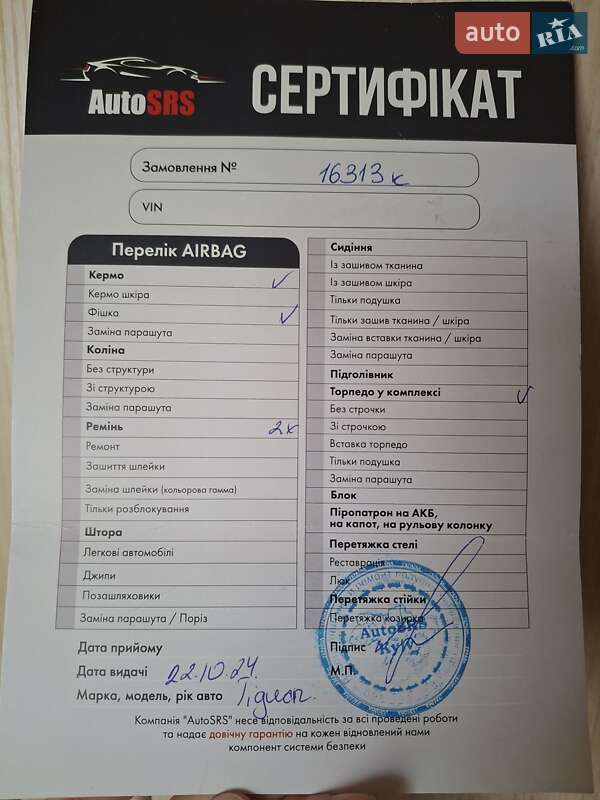 auto RIA.com
AutoSRS
СЕРТИФІКАТ
Замовлення № 16313к
VIN
Перелік AIRBAG
Кермо ✓
Кермо шкіра
Фішка ✓
Заміна парашута
Коліна
Без структури
Зі структурою
Заміна парашута
Ремінь 2к
Ремонт
Зашиття шлейки
Заміна шлейки (кольорова гамма)
Тільки розблокування
Штора
Легкові автомобілі
Джипи
Позашляховики
Заміна парашута / Поріз
Сидіння
Із зашивом тканина
Із зашивом шкіра
Тільки подушка
Тільки зашив тканина / шкіра
Заміна вставки тканина / шкіра
Заміна парашута
Підголівник
Торпедо у комплексі ✓
Без строчки
Зі строчкою
Вставка торпедо
Тільки подушка
Заміна парашута
Блок
Піропатрон на АКБ,
на капот, на рульову колонку
Перетяжка стелі
Реставрація
Люк
Перетяжка стійки
Перетяжка козирка
AutoSRS
Дата прийому
Підпис
Дата видачі 22.10.24.
М.П.
Марка, модель, рік авто Tiguan.
Компанія "AutoSRS" несе відповідальність за всі проведені роботи
та надає довічну гарантію на кожен відновлений нами
компонент системи безпеки